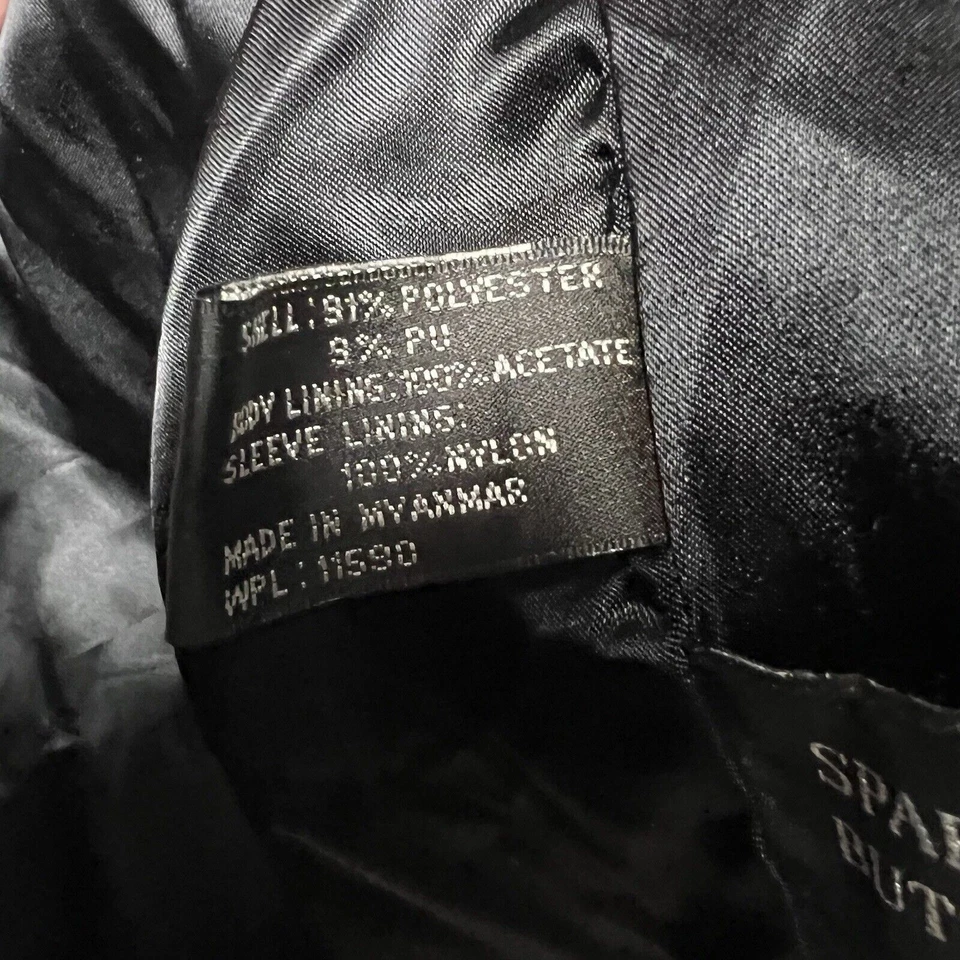 SHELL:91% POLYESTER
9% PU
BODY LINING:100% ACETATE
SLEEVE LINING:
100% NYLON
MADE IN MYANMAR
WPL:11590
SPAR
BUT